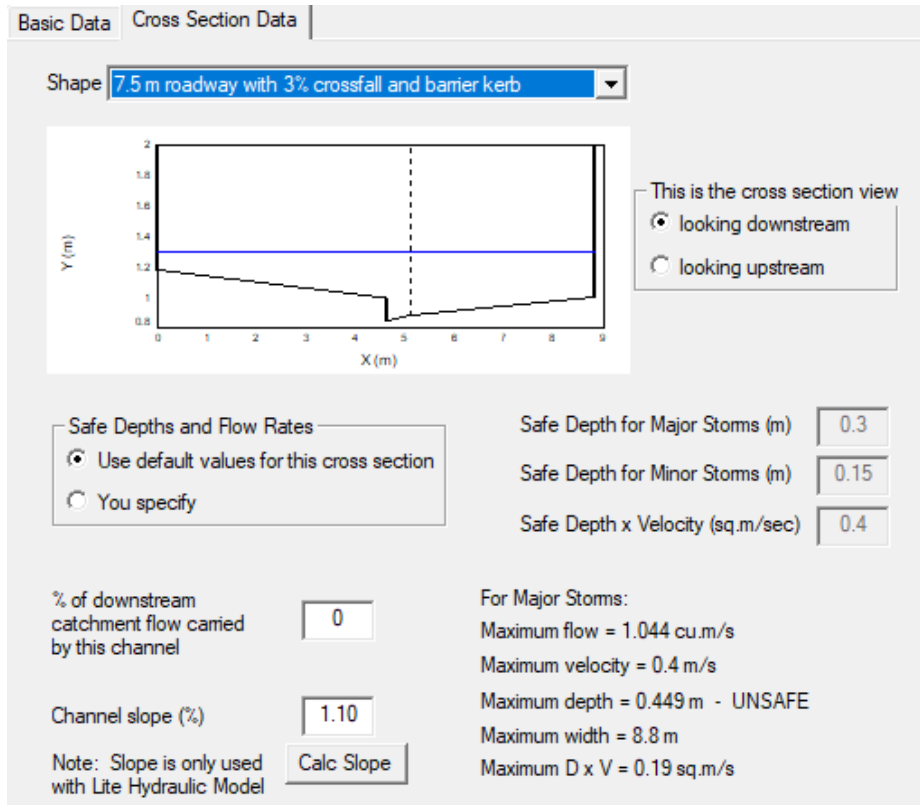 Basic Data
Cross Section Data
Shape
7.5 m roadway with 3% crossfall and barrier kerb
2
1.8
1.6
1.4
1.2
1
0.8
Y (m)
0 1 2 3 4 5 6 7 8 9
X (m)
This is the cross section view
looking downstream
looking upstream
Safe Depths and Flow Rates
Use default values for this cross section
You specify
Safe Depth for Major Storms (m) 0.3
Safe Depth for Minor Storms (m) 0.15
Safe Depth x Velocity (sq.m/sec) 0.4
% of downstream
catchment flow carried
by this channel
0
Channel slope (%) 1.10
Note: Slope is only used
with Lite Hydraulic Model
Calc Slope
For Major Storms:
Maximum flow = 1.044 cu.m/s
Maximum velocity = 0.4 m/s
Maximum depth = 0.449 m - UNSAFE
Maximum width = 8.8 m
Maximum D x V = 0.19 sq.m/s